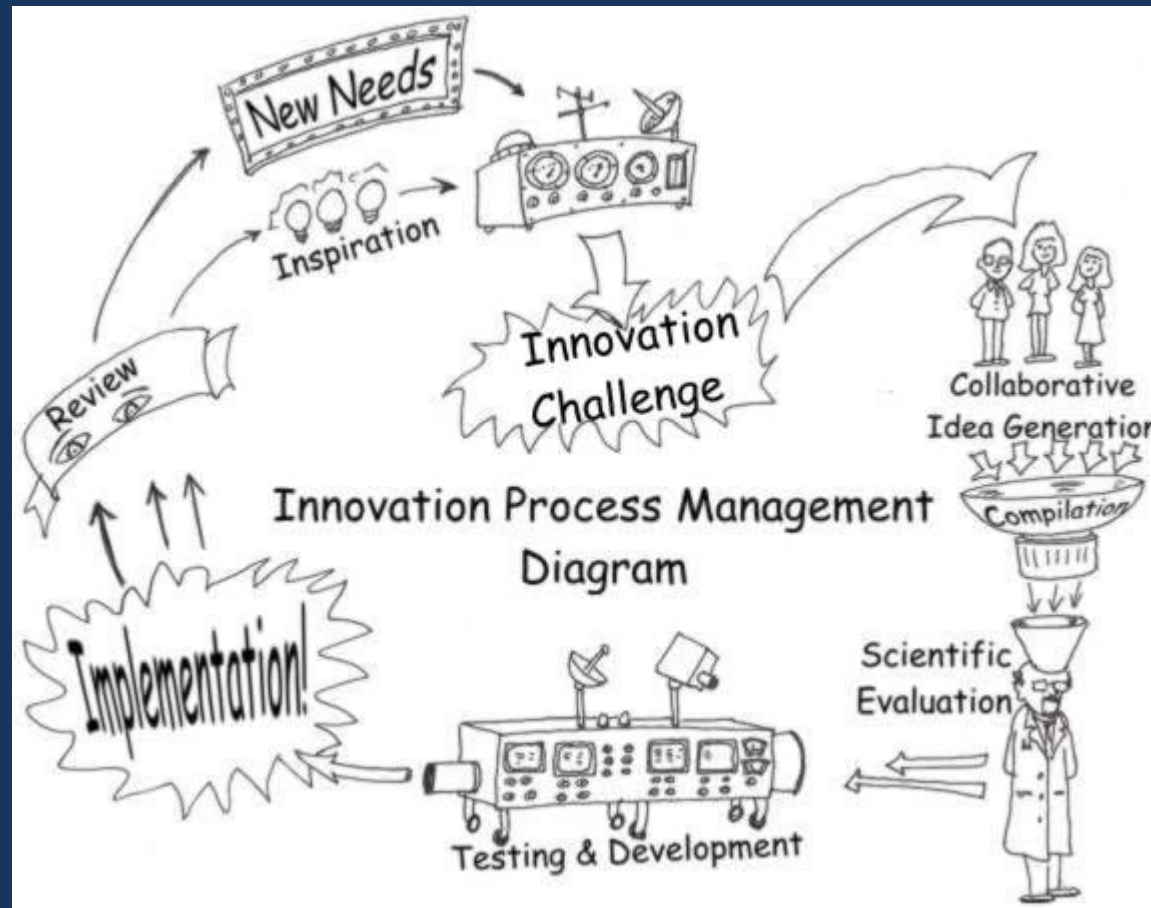 New Needs
Inspiration
Review
Innovation
Challenge
Collaborative
Idea Generation
Compilation
Innovation Process Management
Diagram
Scientific
Evaluation
Implementation!
Testing & Development